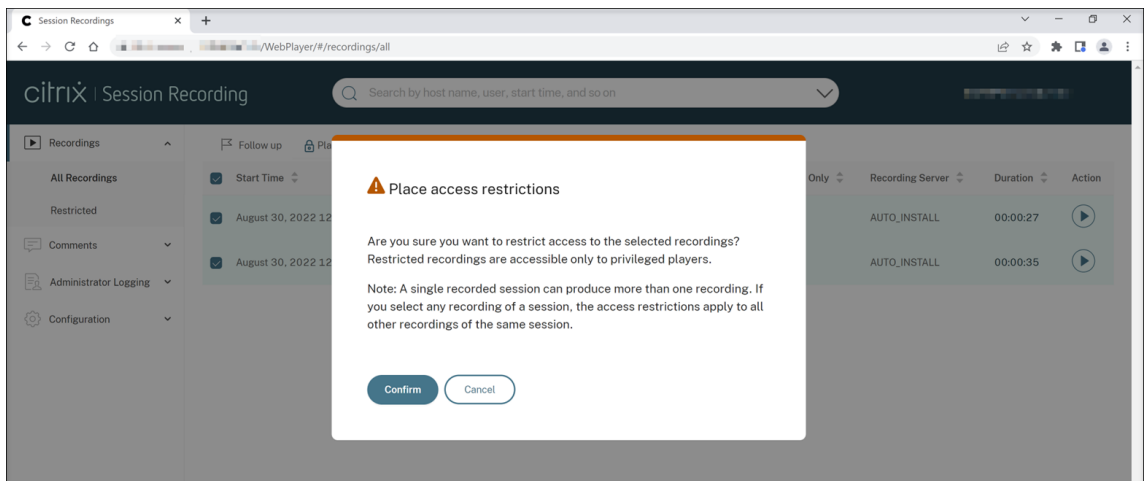 Session Recordings
/WebPlayer/#/recordings/all
citrix | Session Recording
Search by host name, user, start time, and so on
Recordings
Follow up
Pla
Place access restrictions
All Recordings
Start Time
Only
Recording Server
Duration
Action
Restricted
August 30, 2022 12
AUTO_INSTALL
00:00:27
Are you sure you want to restrict access to the selected recordings?
Restricted recordings are accessible only to privileged players.
Comments
August 30, 2022 12
AUTO_INSTALL
00:00:35
Administrator Logging
Note: A single recorded session can produce more than one recording. If
you select any recording of a session, the access restrictions apply to all
other recordings of the same session.
Configuration
Confirm
Cancel